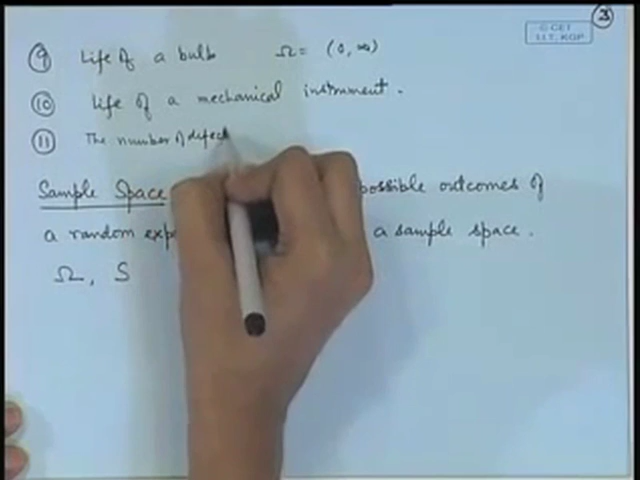 3
© CET
I.I.T. KGP
9 Life of a bulb Ω = (0, ∞)
10 Life of a mechanical instrument.
11 The number of defect
Sample Space possible outcomes of
a random exp a sample space.
Ω, S